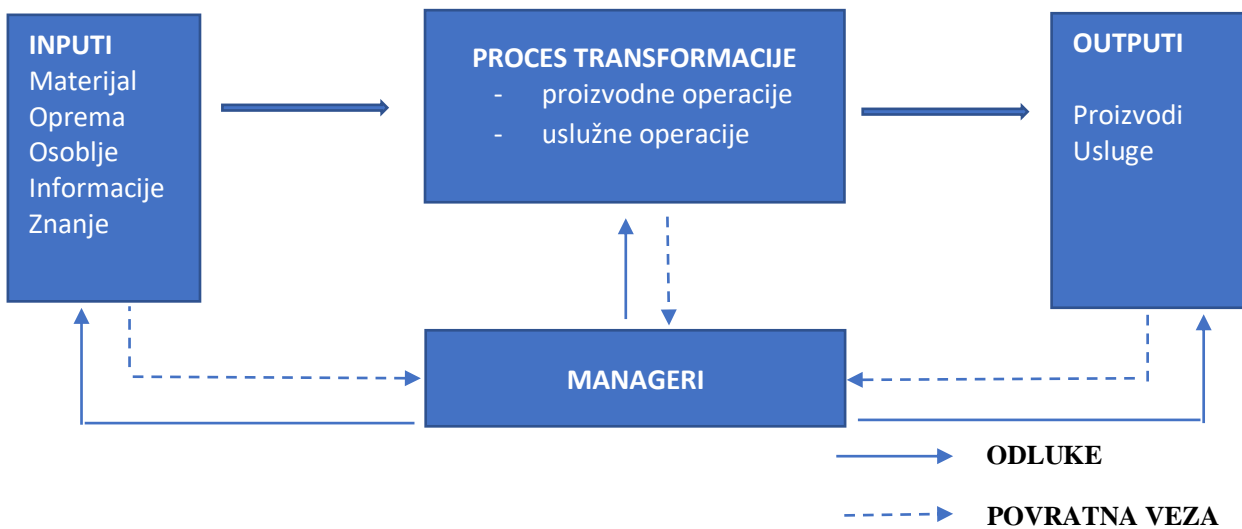 INPUTI
Materijal
Oprema
Osoblje
Informacije
Znanje
PROCES TRANSFORMACIJE
- proizvodne operacije
- uslužne operacije
OUTPUTI
Proizvodi
Usluge
MANAGERI
ODLUKE
POVRATNA VEZA